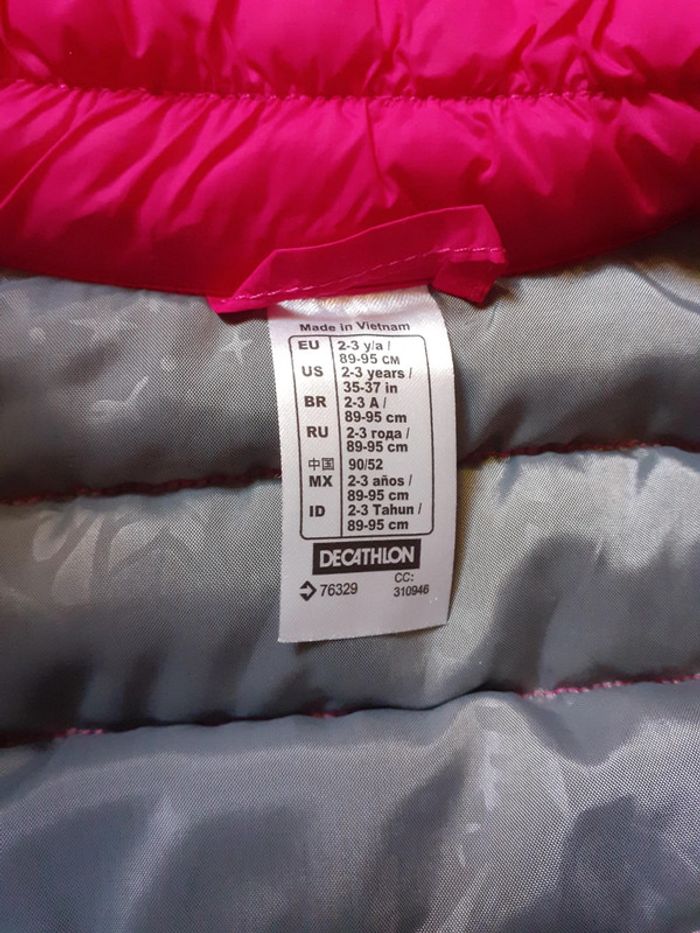 Made in Vietnam
EU 2-3 y/a /
89-95 CM
US 2-3 years /
35-37 in
BR 2-3 A /
89-95 cm
RU 2-3 года /
89-95 cm
中国 90/52
MX 2-3 años /
89-95 cm
ID 2-3 Tahun /
89-95 cm
DECATHLON
76329 CC:
310946